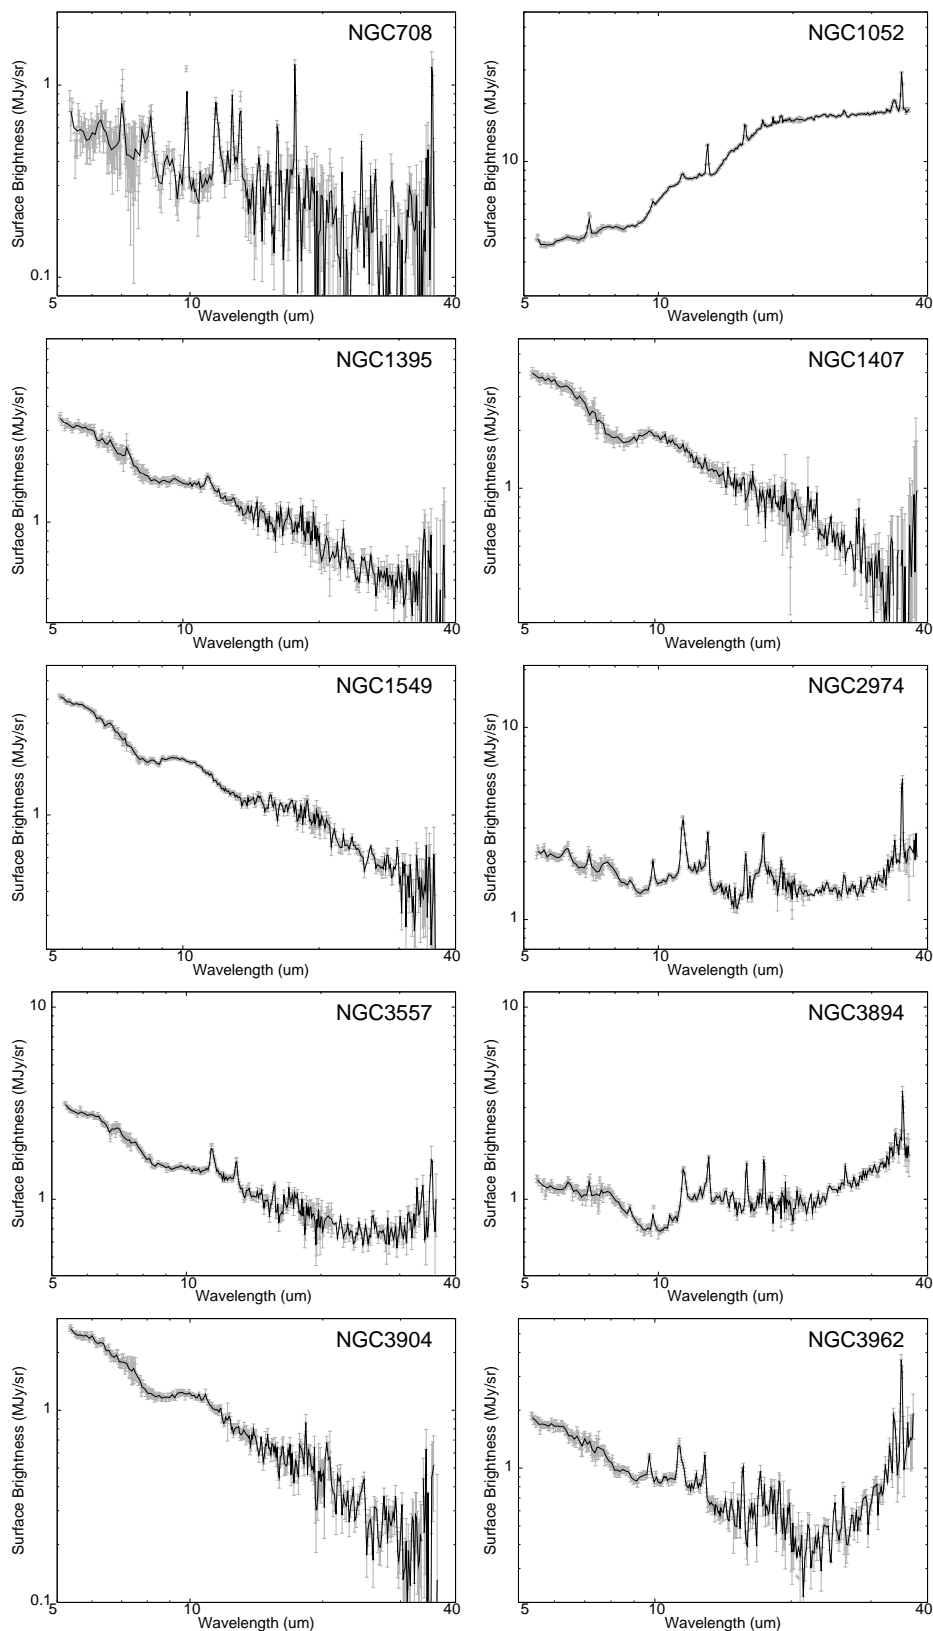 NGC708
Surface Brightness (MJy/sr)
1
0.1
5
10
40
Wavelength (um)
NGC1052
Surface Brightness (MJy/sr)
10
5
10
40
Wavelength (um)
NGC1395
Surface Brightness (MJy/sr)
1
5
10
40
Wavelength (um)
NGC1407
Surface Brightness (MJy/sr)
1
5
10
40
Wavelength (um)
NGC1549
Surface Brightness (MJy/sr)
1
5
10
40
Wavelength (um)
NGC2974
Surface Brightness (MJy/sr)
10
1
5
10
40
Wavelength (um)
NGC3557
Surface Brightness (MJy/sr)
10
1
5
10
40
Wavelength (um)
NGC3894
Surface Brightness (MJy/sr)
10
1
5
10
40
Wavelength (um)
NGC3904
Surface Brightness (MJy/sr)
1
0.1
5
10
40
Wavelength (um)
NGC3962
Surface Brightness (MJy/sr)
1
5
10
40
Wavelength (um)